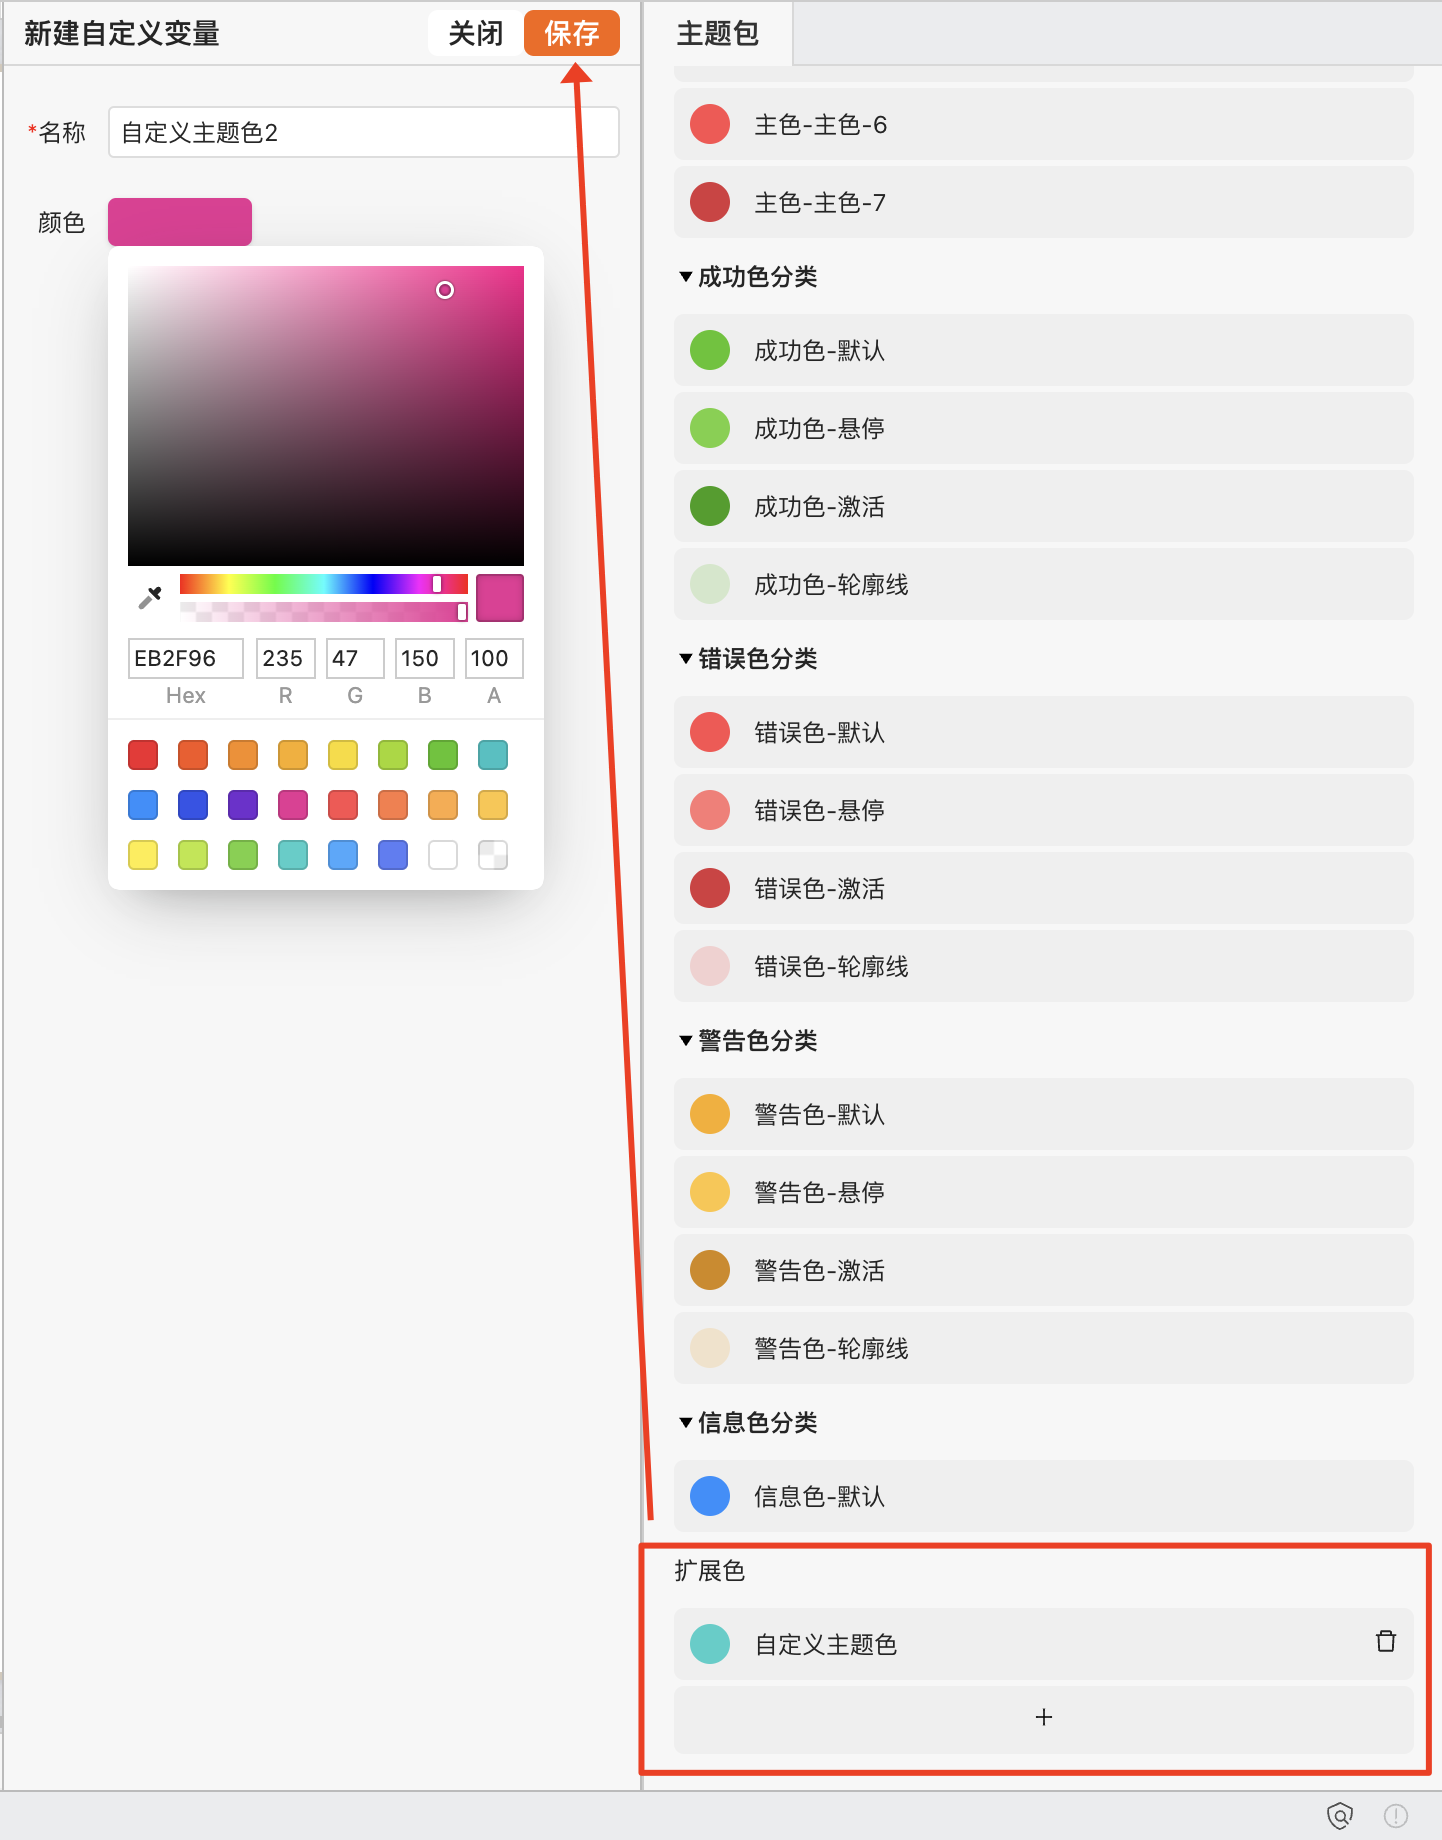 新建自定义变量
关闭
保存
*名称
自定义主题色2
颜色
EB2F96
235
47
150
100
Hex
R
G
B
A
主题包
主色-主色-6
主色-主色-7
成功色分类
成功色-默认
成功色-悬停
成功色-激活
成功色-轮廓线
错误色分类
错误色-默认
错误色-悬停
错误色-激活
错误色-轮廓线
警告色分类
警告色-默认
警告色-悬停
警告色-激活
警告色-轮廓线
信息色分类
信息色-默认
扩展色
自定义主题色
+